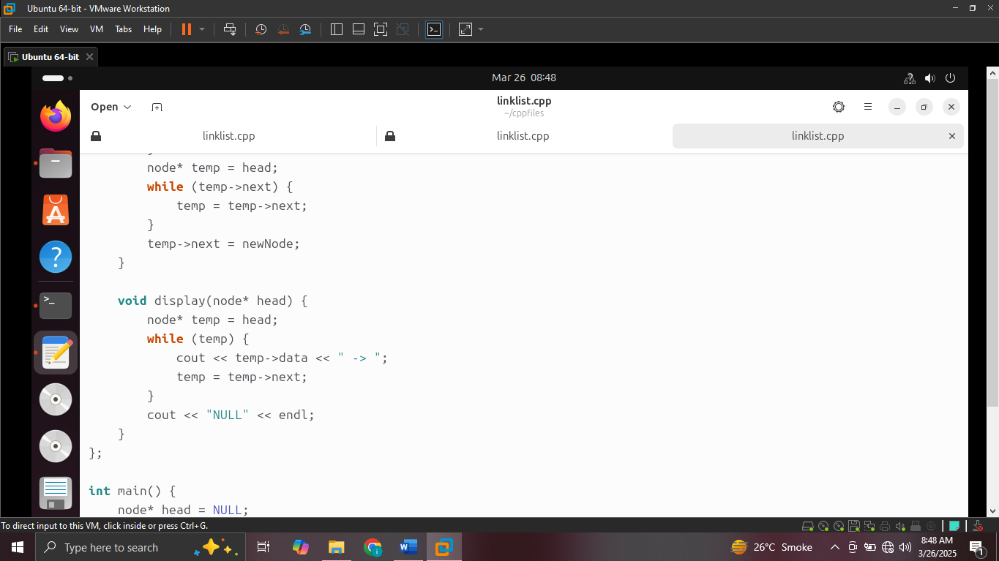 Ubuntu 64-bit - VMware Workstation
File Edit View VM Tabs Help
Ubuntu 64-bit
Mar 26 08:48
Open
linklist.cpp
~/cppfiles
linklist.cpp linklist.cpp linklist.cpp
        node* temp = head;
        while (temp->next) {
            temp = temp->next;
        }
        temp->next = newNode;
    }

    void display(node* head) {
        node* temp = head;
        while (temp) {
            cout << temp->data << " -> ";
            temp = temp->next;
        }
        cout << "NULL" << endl;
    }
};

int main() {
    node* head = NULL;
To direct input to this VM, click inside or press Ctrl+G.
Type here to search
26°C Smoke
8:48 AM
3/26/2025
1